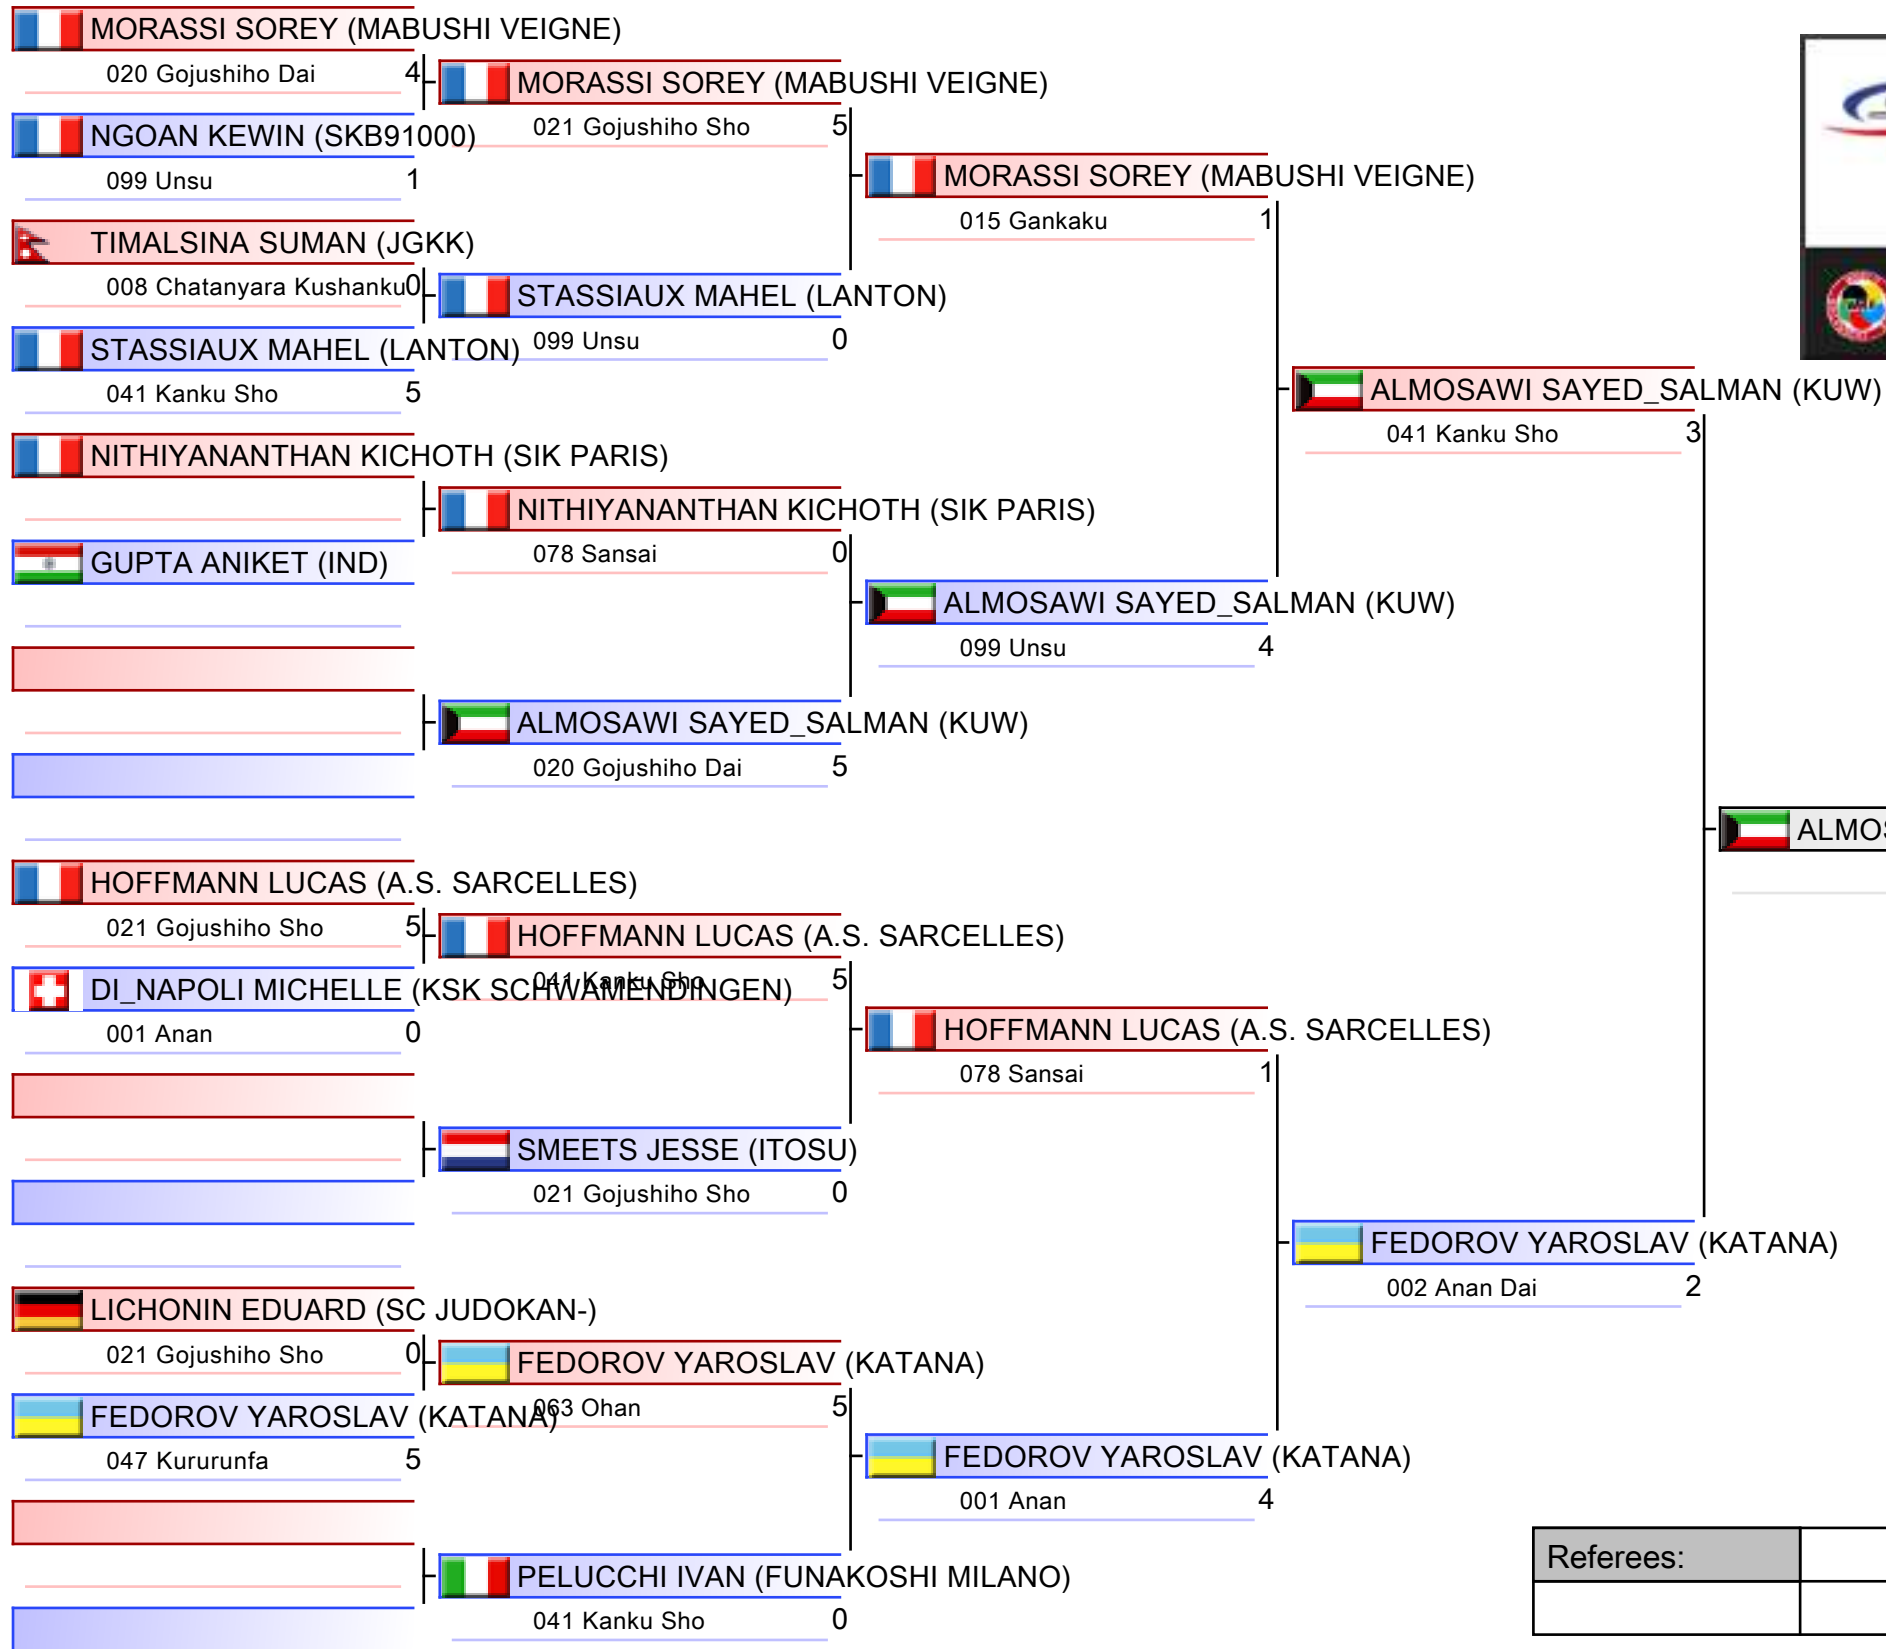 MORASSI SOREY (MABUSHI VEIGNE)
020 Gojushiho Dai 4
NGOAN KEWIN (SKB91000)
099 Unsu 1
TIMALSINA SUMAN (JGKK)
008 Chatanyara Kushanku 0
STASSIAUX MAHEL (LANTON)
041 Kanku Sho 5
NITHIYANANTHAN KICHOTH (SIK PARIS)
GUPTA ANIKET (IND)
HOFFMANN LUCAS (A.S. SARCELLES)
021 Gojushiho Sho 5
DI_NAPOLI MICHELLE (KSK SCHWAMENDINGEN)
001 Anan 0
LICHONIN EDUARD (SC JUDOKAN-)
021 Gojushiho Sho 0
FEDOROV YAROSLAV (KATANA)
047 Kururunfa 5
MORASSI SOREY (MABUSHI VEIGNE)
021 Gojushiho Sho 5
STASSIAUX MAHEL (LANTON)
099 Unsu 0
NITHIYANANTHAN KICHOTH (SIK PARIS)
078 Sansai 0
ALMOSAWI SAYED_SALMAN (KUW)
020 Gojushiho Dai 5
HOFFMANN LUCAS (A.S. SARCELLES)
041 Kanku Sho 5
SMEETS JESSE (ITOSU)
021 Gojushiho Sho 0
FEDOROV YAROSLAV (KATANA)
063 Ohan 5
PELUCCHI IVAN (FUNAKOSHI MILANO)
041 Kanku Sho 0
MORASSI SOREY (MABUSHI VEIGNE)
015 Gankaku 1
ALMOSAWI SAYED_SALMAN (KUW)
099 Unsu 4
HOFFMANN LUCAS (A.S. SARCELLES)
078 Sansai 1
FEDOROV YAROSLAV (KATANA)
001 Anan 4
ALMOSAWI SAYED_SALMAN (KUW)
041 Kanku Sho 3
FEDOROV YAROSLAV (KATANA)
002 Anan Dai 2
ALMOS
Referees: